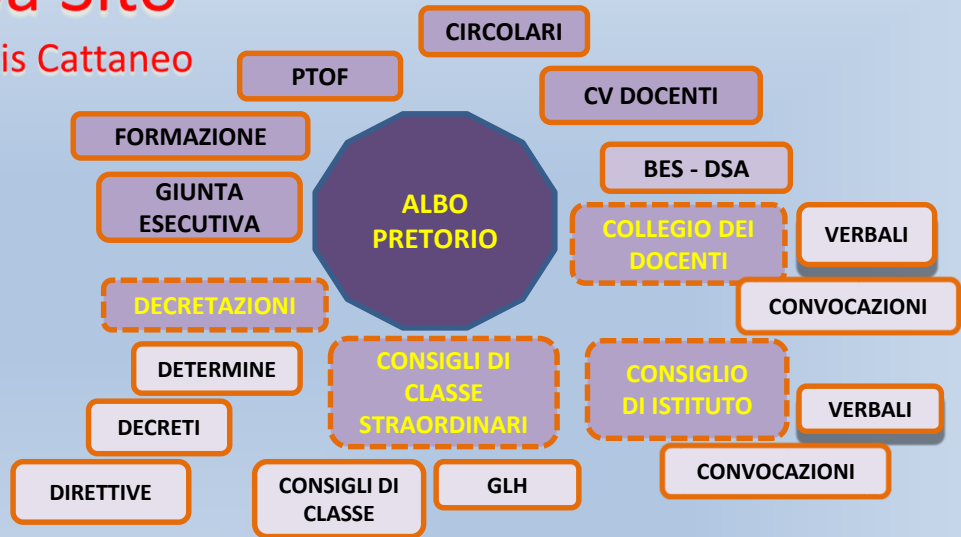 Sito
is Cattaneo
CIRCOLARI
PTOF
CV DOCENTI
FORMAZIONE
BES - DSA
GIUNTA
ESECUTIVA
ALBO
PRETORIO
COLLEGIO DEI
DOCENTI
VERBALI
CONVOCAZIONI
DECRETAZIONI
DETERMINE
DECRETI
DIRETTIVE
CONSIGLI DI
CLASSE
STRAORDINARI
CONSIGLI DI
CLASSE
GLH
CONSIGLIO
DI ISTITUTO
VERBALI
CONVOCAZIONI